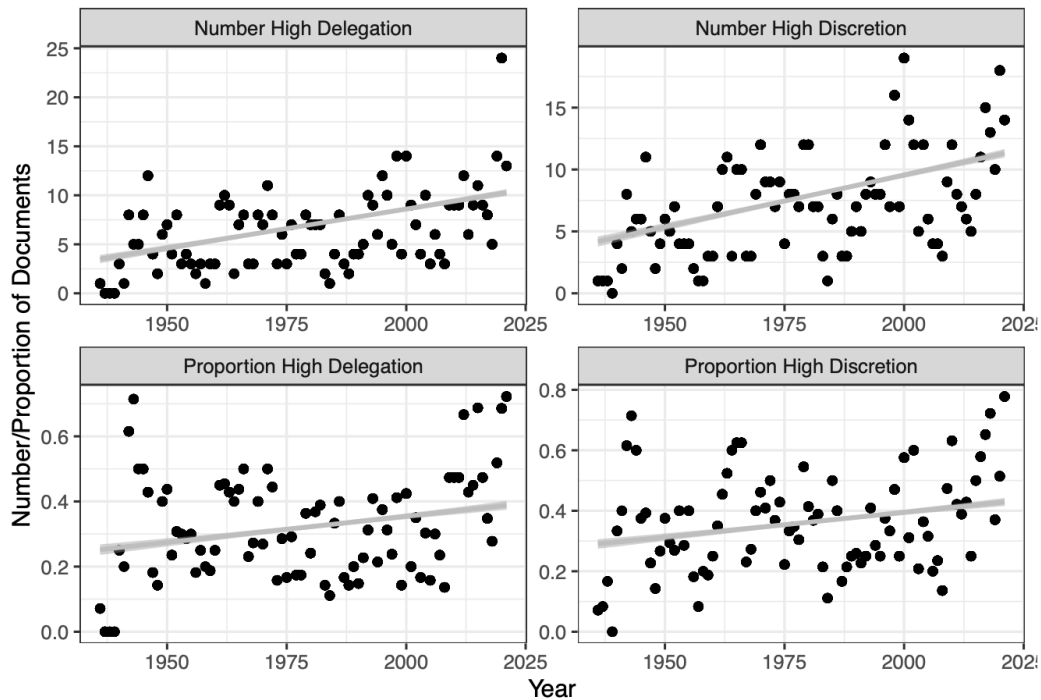 Number High Delegation
Number High Discretion
25
20
15
10
5
0
15
10
5
0
1950 1975 2000 2025
1950 1975 2000 202
Number/Proportion of Documents
Proportion High Delegation
Proportion High Discretion
0.6
0.4
0.2
0.0
0.8
0.6
0.4
0.2
0.0
1950 1975 2000 2025
1950 1975 2000 202
Year